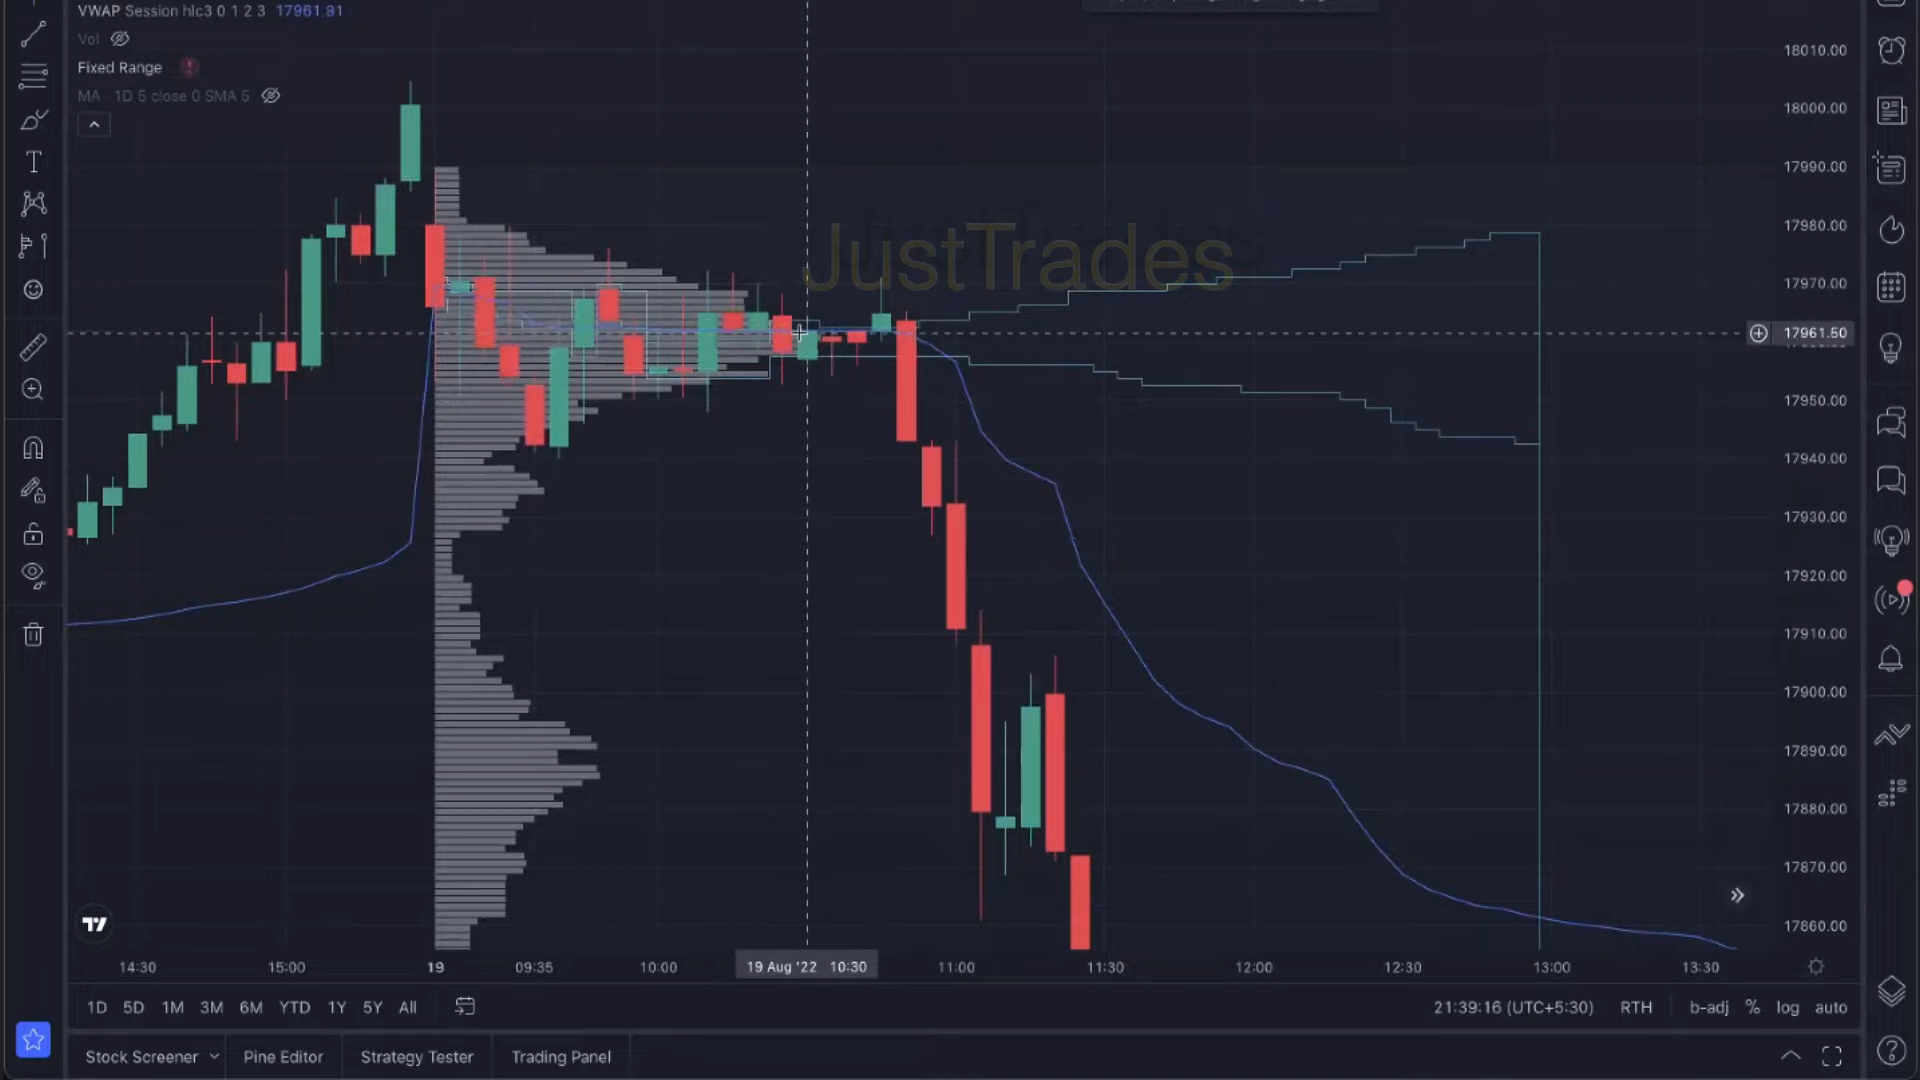 VWAP Session hlc3 0 1 2 3 17961.91
Vol
Fixed Range !
MA · 1D 5 close 0 SMA 5
JustTrades
18010.00
18000.00
17990.00
17980.00
17970.00
17961.50
17950.00
17940.00
17930.00
17920.00
17910.00
17900.00
17890.00
17880.00
17870.00
17860.00
14:30 15:00 19 09:35 10:00 19 Aug '22 10:30 11:00 11:30 12:00 12:30 13:00 13:30
1D 5D 1M 3M 6M YTD 1Y 5Y All 21:39:16 (UTC+5:30) RTH b-adj % log auto
Stock Screener Pine Editor Strategy Tester Trading Panel